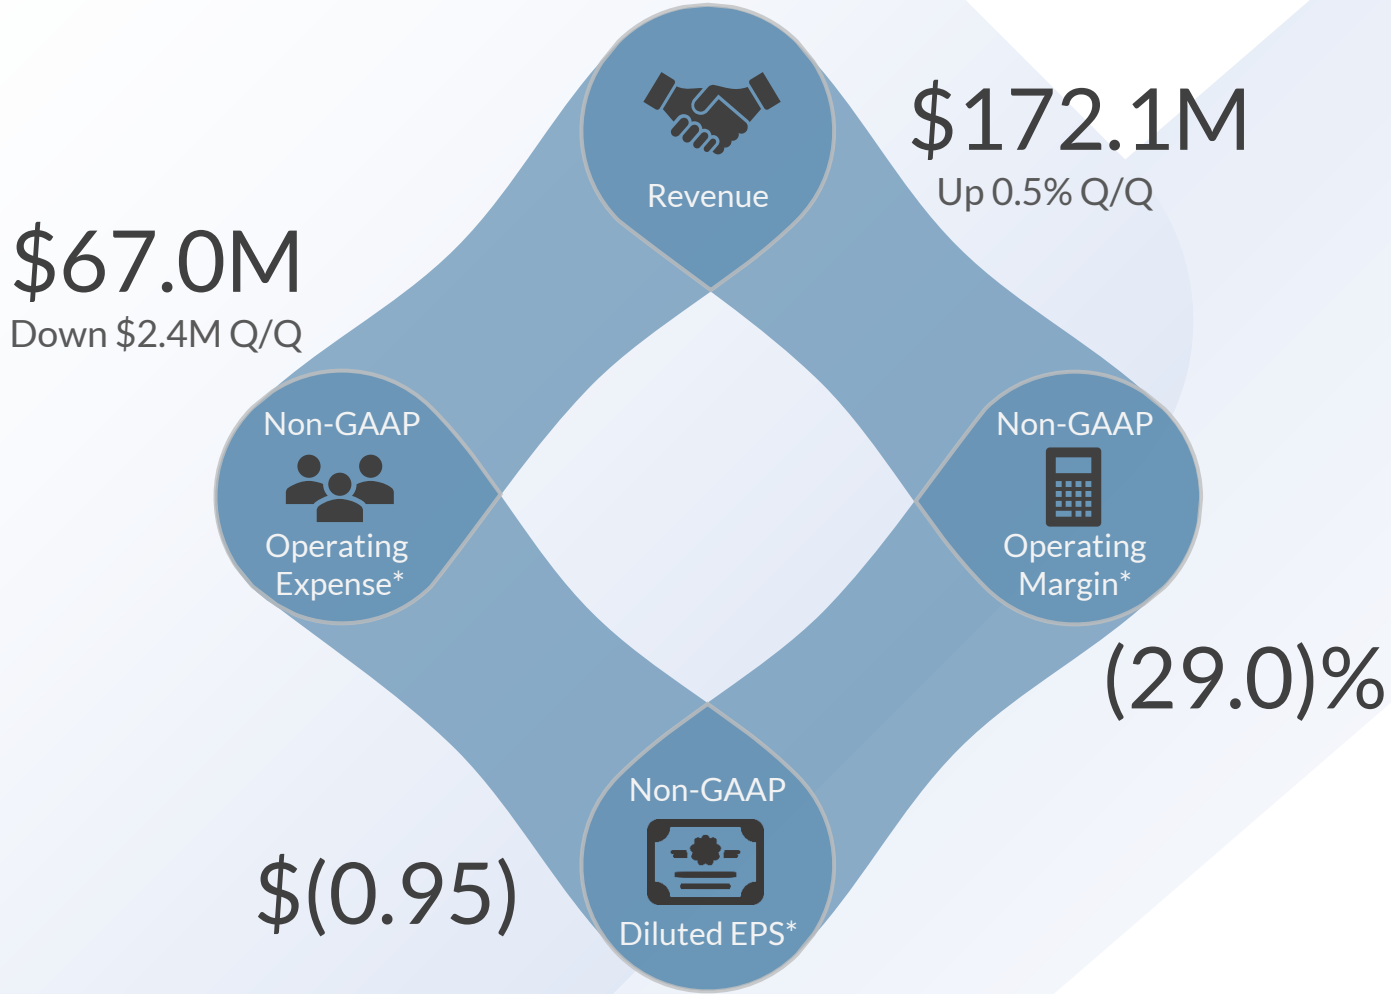 Revenue
$172.1M
Up 0.5% Q/Q
$67.0M
Down $2.4M Q/Q
Non-GAAP
Operating
Expense*
Non-GAAP
Operating
Margin*
(29.0)%
Non-GAAP
Diluted EPS*
$(0.95)